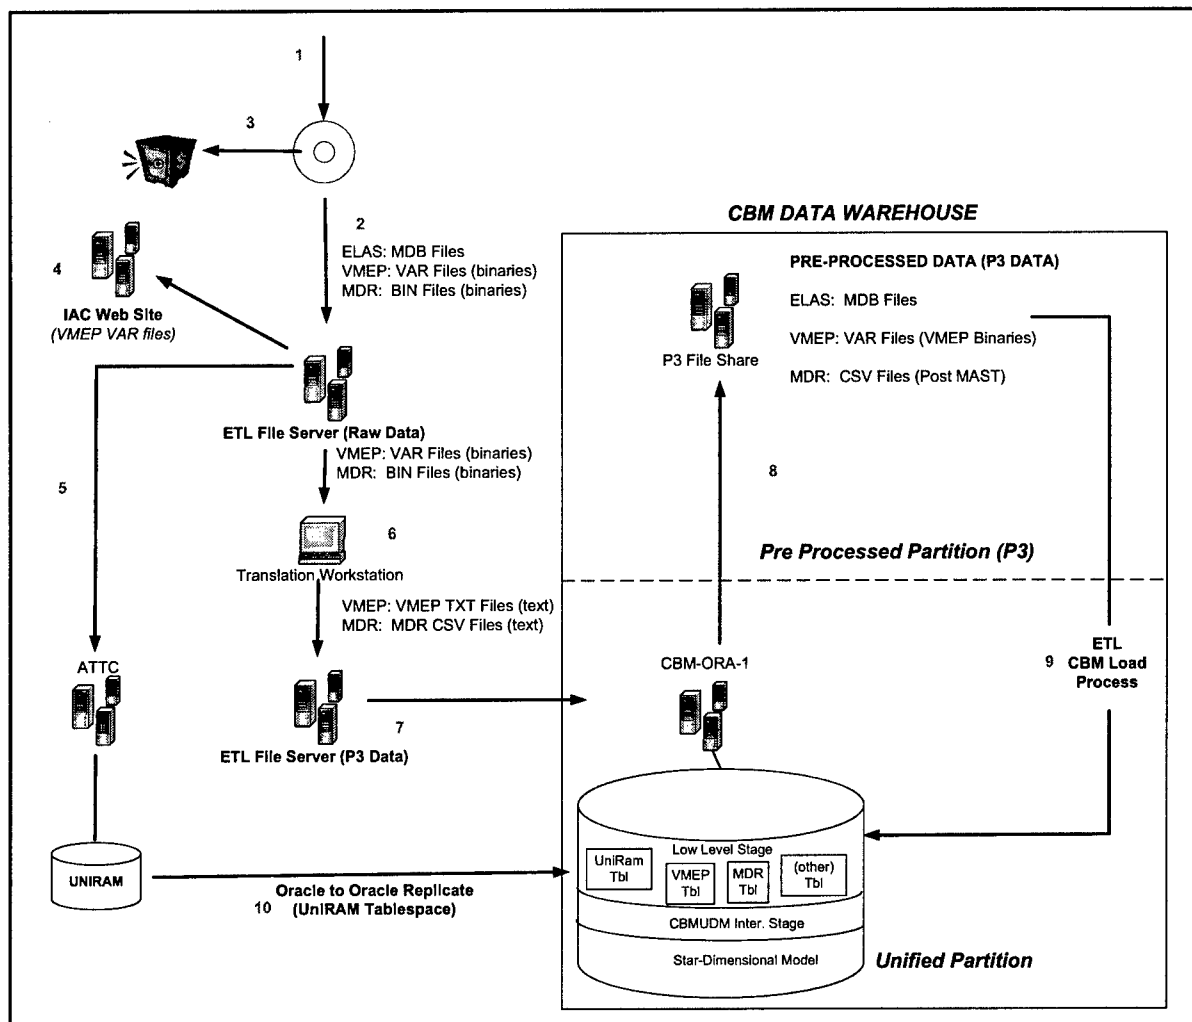 1
3
2
ELAS: MDB Files
VMEP: VAR Files (binaries)
MDR: BIN Files (binaries)
4
IAC Web Site
(VMEP VAR files)
ETL File Server (Raw Data)
VMEP: VAR Files (binaries)
MDR: BIN Files (binaries)
5
6
Translation Workstation
VMEP: VMEP TXT Files (text)
MDR: MDR CSV Files (text)
ATTC
7
ETL File Server (P3 Data)
UNIRAM
Oracle to Oracle Replicate
10 (UniRAM Tablespace)
CBM DATA WAREHOUSE
PRE-PROCESSED DATA (P3 DATA)
ELAS: MDB Files
VMEP: VAR Files (VMEP Binaries)
MDR: CSV Files (Post MAST)
P3 File Share
8
Pre Processed Partition (P3)
CBM-ORA-1
9
ETL
CBM Load
Process
Low Level Stage
UniRam
Tbl
VMEP
Tbl
MDR
Tbl
(other)
Tbl
CBMUDM Inter. Stage
Star-Dimensional Model
Unified Partition